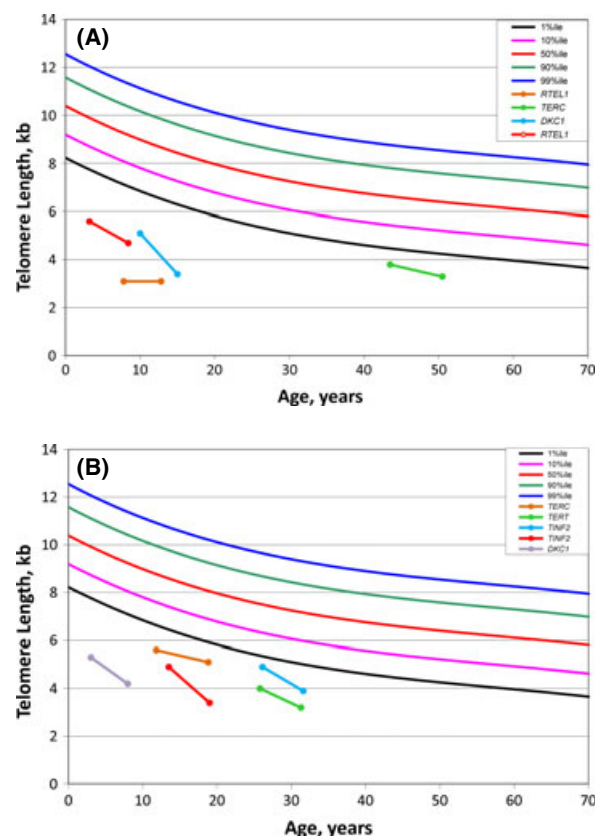 (A)
14
12
10
8
6
4
2
0
Telomere Length, kb
0 10 20 30 40 50 60 70
Age, years
1%ile
10%ile
50%ile
90%ile
99%ile
RTEL1
TERC
DKC1
RTEL1
(B)
14
12
10
8
6
4
2
0
Telomere Length, kb
0 10 20 30 40 50 60 70
Age, years
1%ile
10%ile
50%ile
90%ile
99%ile
TERC
TERT
TINF2
TINF2
DKC1